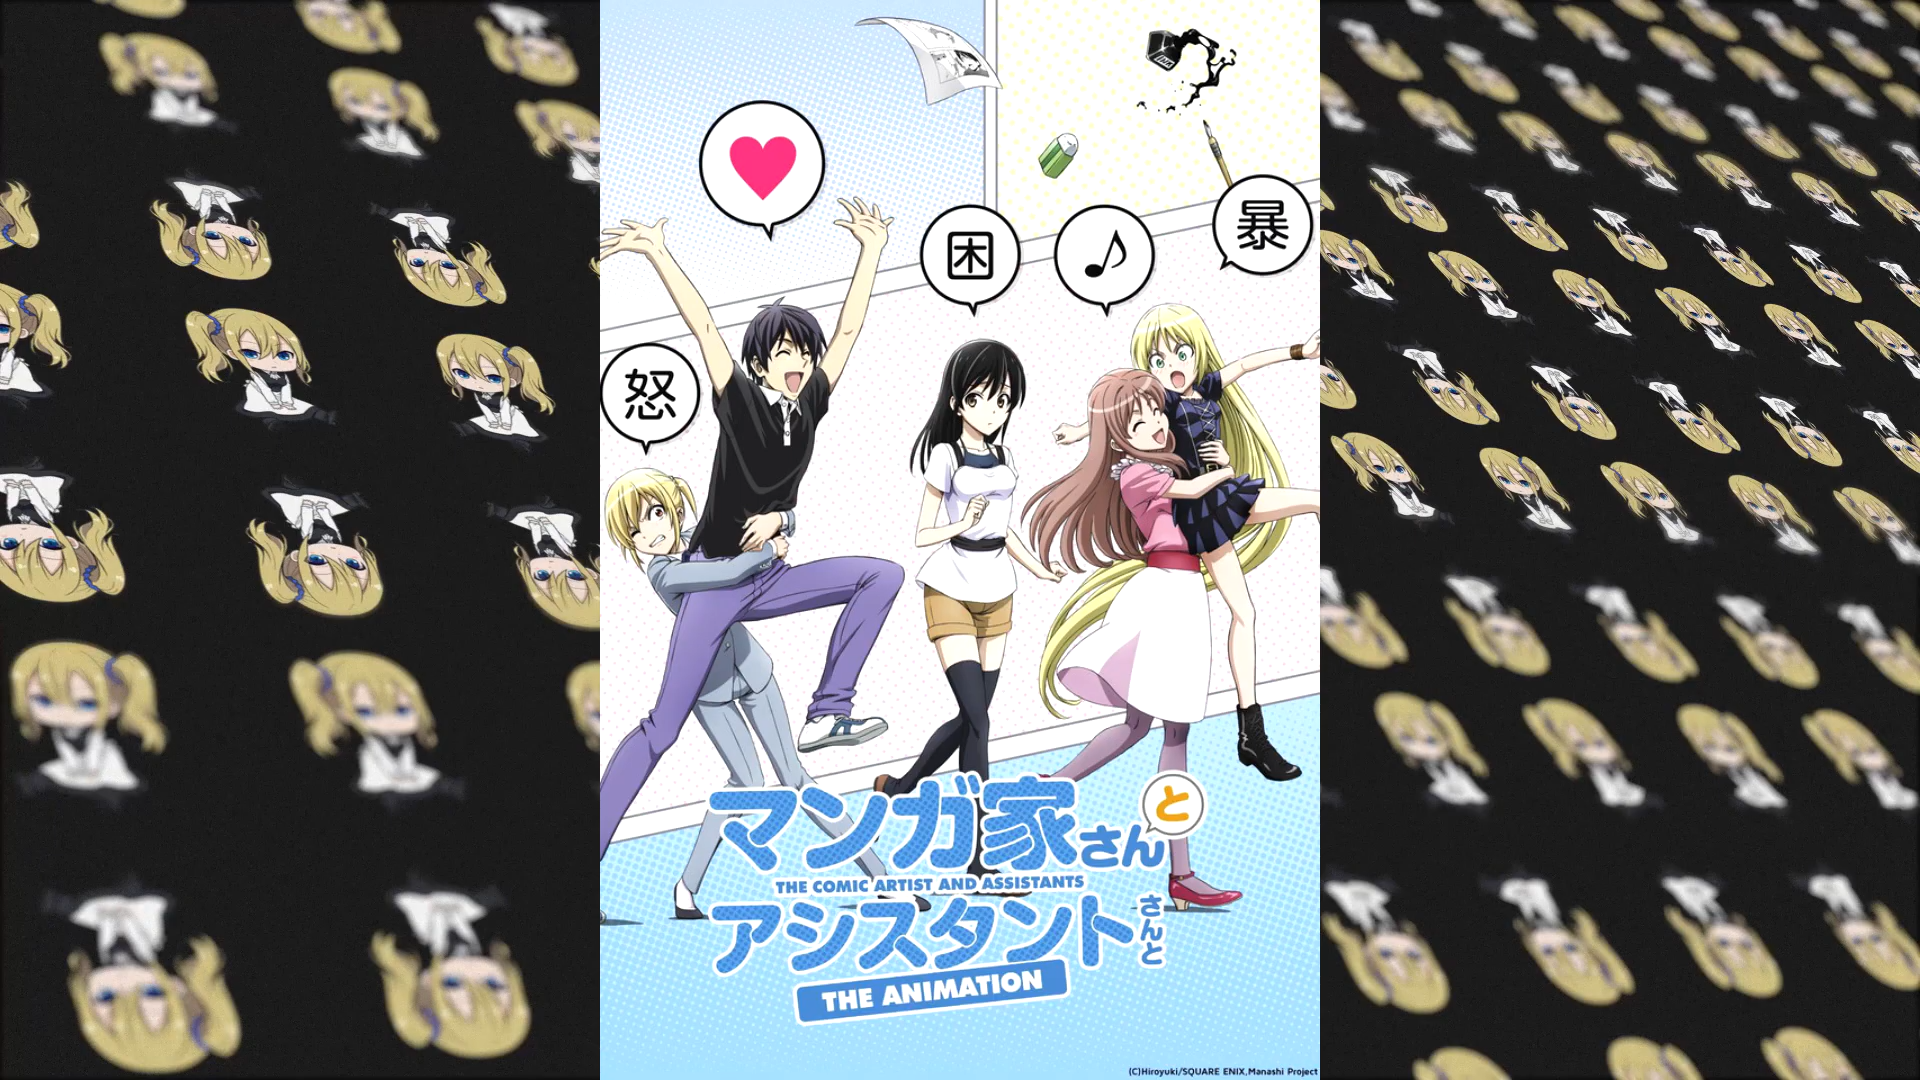 暴
困
怒
INK
マンガ家さんと
THE COMIC ARTIST AND ASSISTANTS
アシスタントさんと
THE ANIMATION
(C)Hiroyuki/SQUARE ENIX,Manashi Project